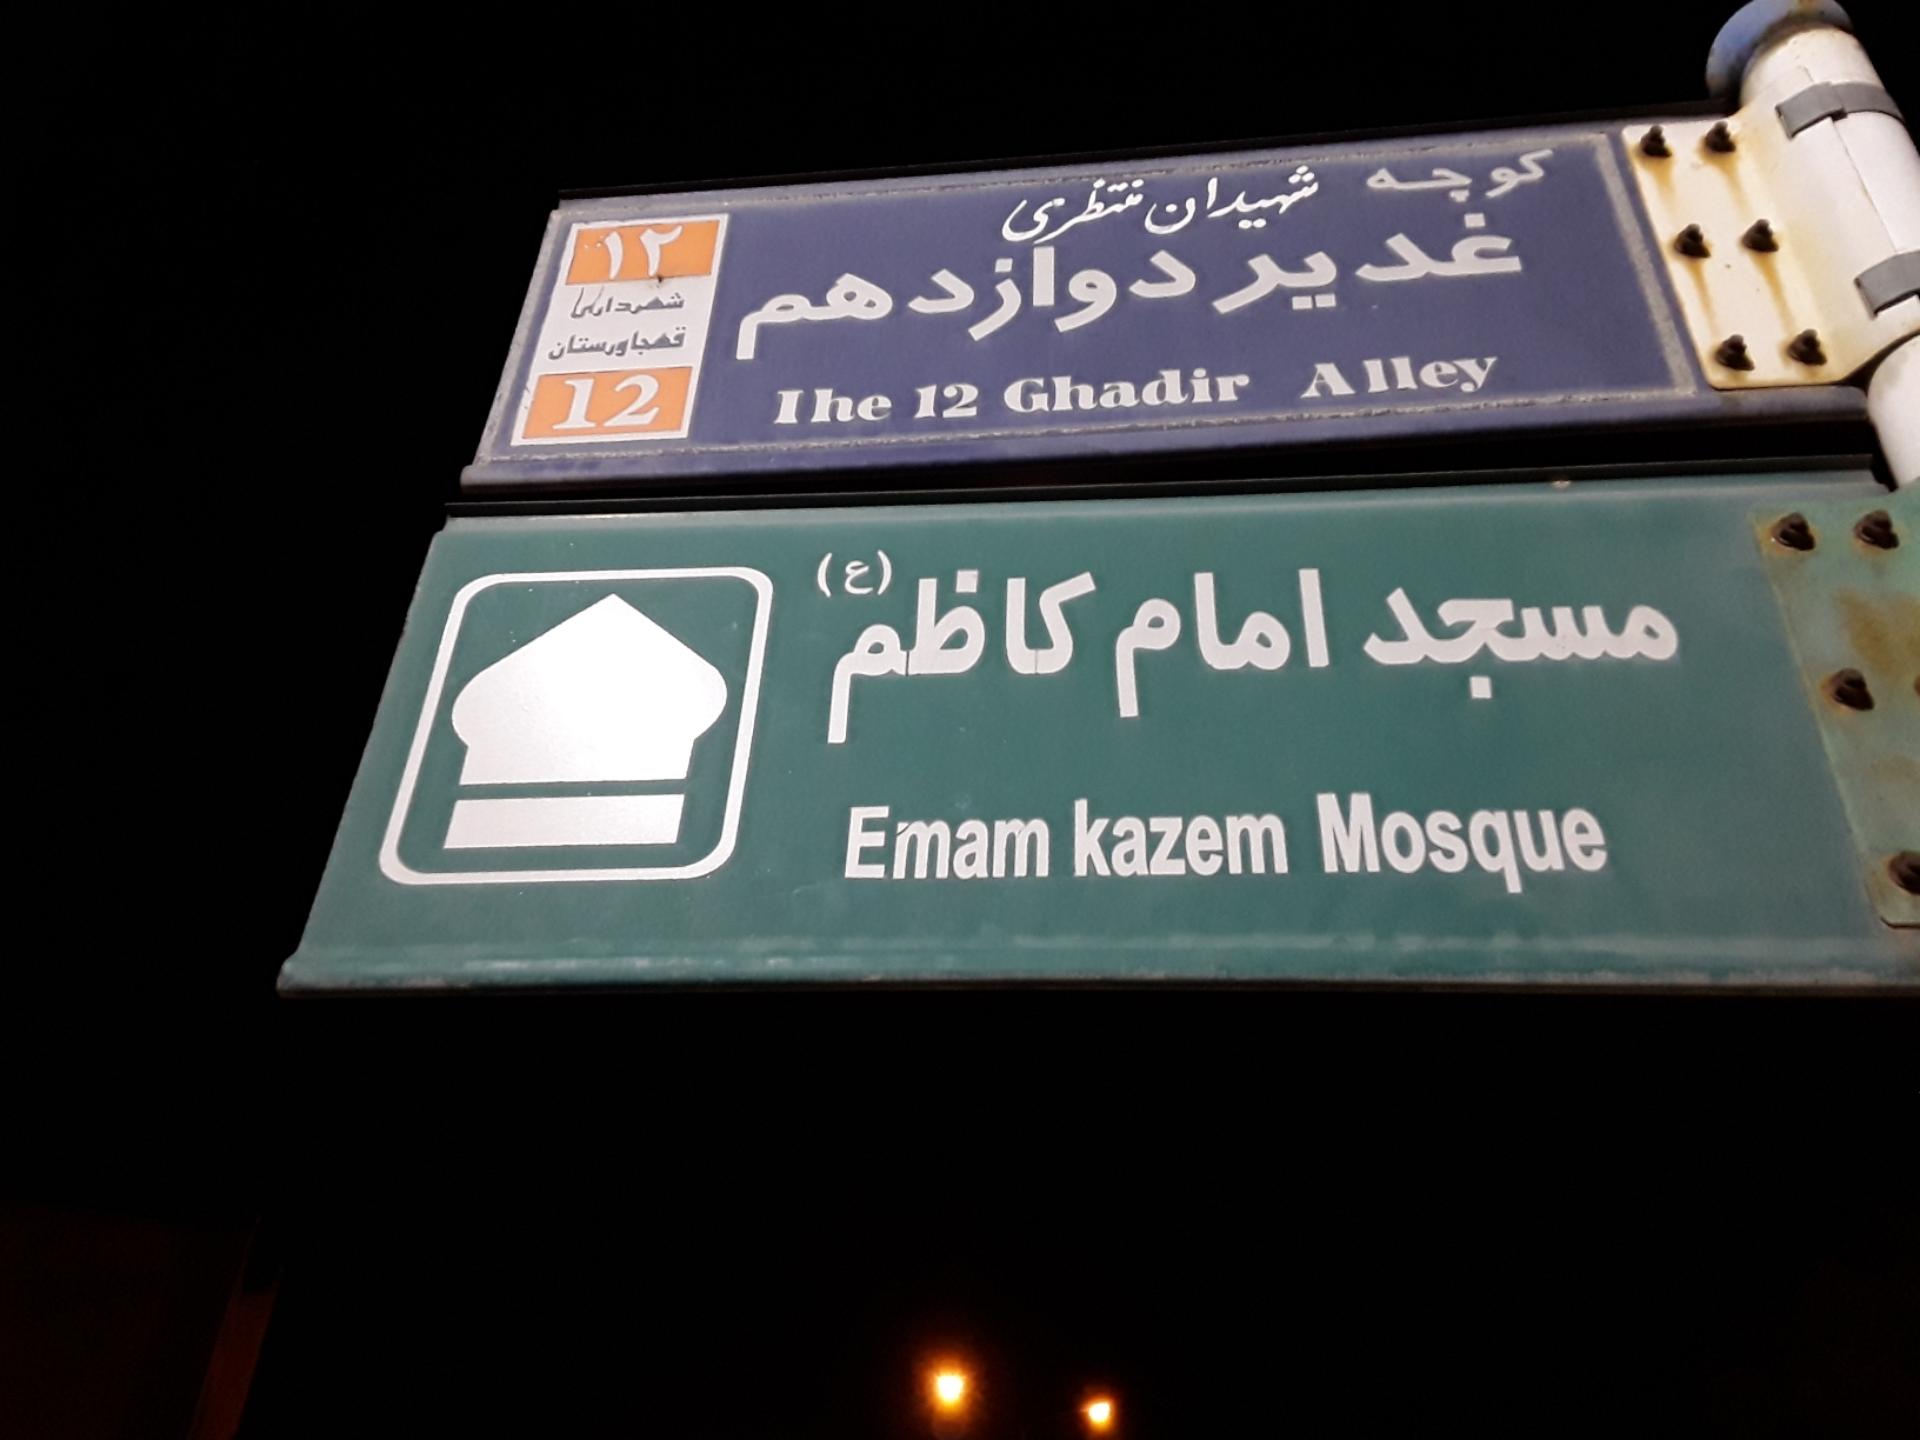 کوچه شهیدان منتظری
غدیر دوازدهم
The 12 Ghadir Alley
۱۲
شهرداری
قهجاورستان
12
مسجد امام کاظم (ع)
Emam kazem Mosque